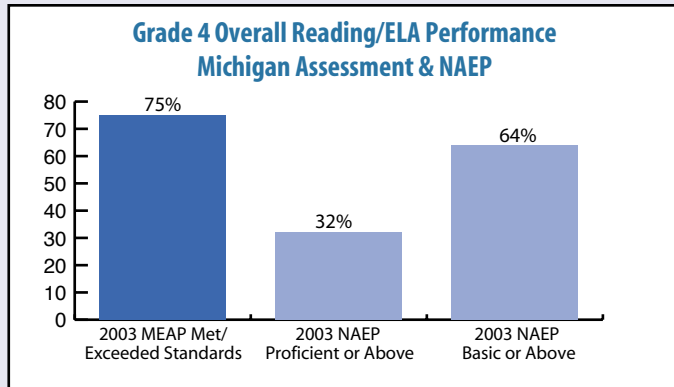 Grade 4 Overall Reading/ELA Performance
Michigan Assessment & NAEP
80
70
60
50
40
30
20
10
0
75%
32%
64%
2003 MEAP Met/
Exceeded Standards
2003 NAEP
Proficient or Above
2003 NAEP
Basic or Above